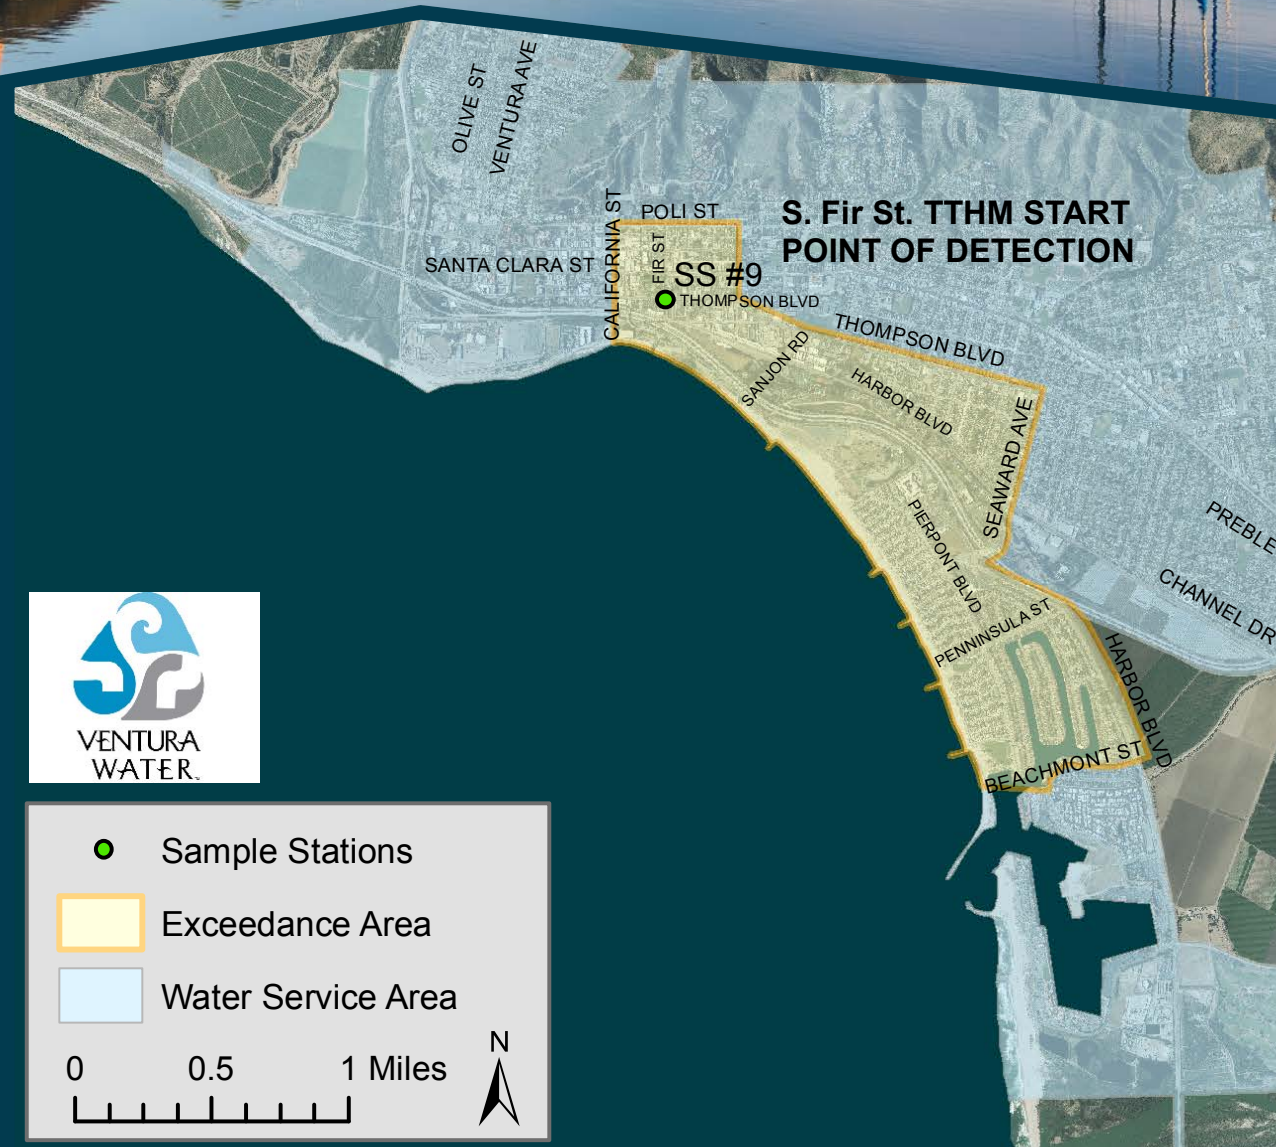 OLIVE ST
VENTURA AVE
POLI ST
S. Fir St. TTHM START
POINT OF DETECTION
CALIFORNIA ST
FIR ST
SANTA CLARA ST
SS #9
THOMPSON BLVD
THOMPSON BLVD
SANJON RD
HARBOR BLVD
SEAWARD AVE
PREBLE
PIERPONT BLVD
CHANNEL DR
PENNINSULA ST
HARBOR BLVD
BEACHMONT ST
VENTURA
WATER™
Sample Stations
Exceedance Area
Water Service Area
N
0 0.5 1 Miles